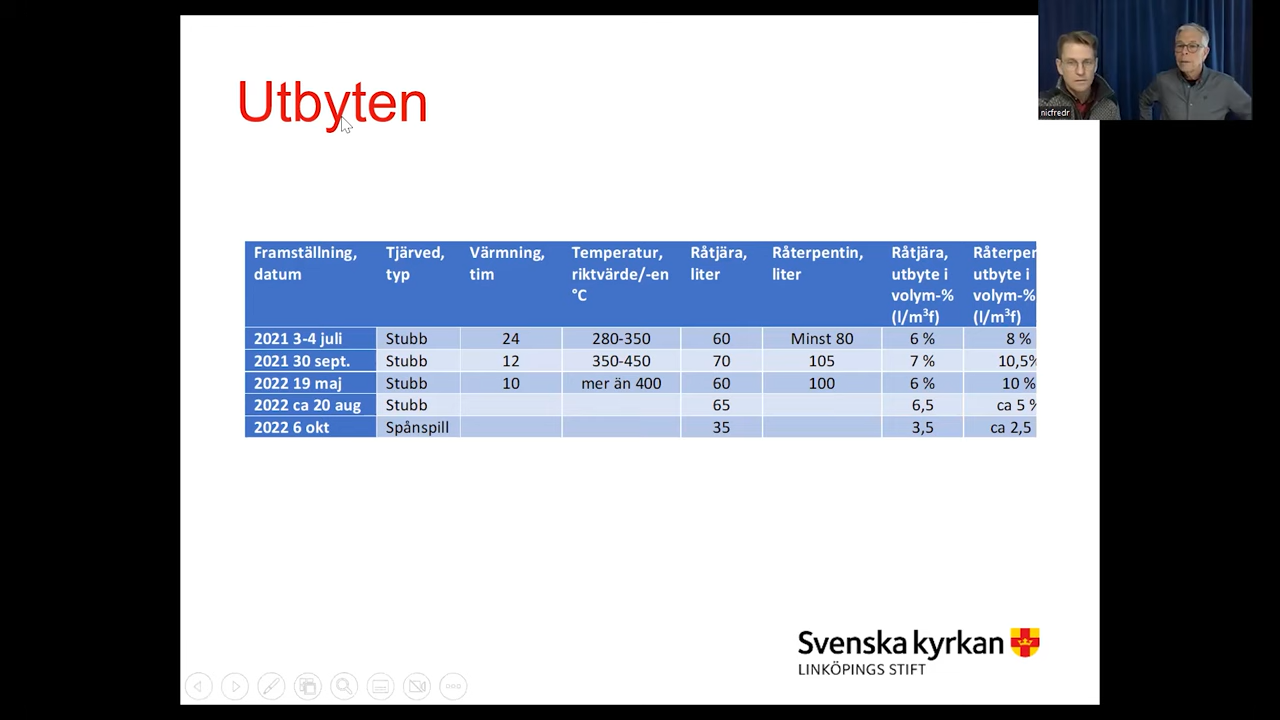 Utbyten
nicfredr
Framställning, datum
Tjärved, typ
Värmning, tim
Temperatur, riktvärde/-en °C
Råtjära, liter
Råterpentin, liter
Råtjära, utbyte i volym-% (l/m³f)
Råterpen utbyte i volym-% (l/m³f)
2021 3-4 juli Stubb 24 280-350 60 Minst 80 6 % 8 %
2021 30 sept. Stubb 12 350-450 70 105 7 % 10,5%
2022 19 maj Stubb 10 mer än 400 60 100 6 % 10 %
2022 ca 20 aug Stubb 65 6,5 ca 5 %
2022 6 okt Spånspill 35 3,5 ca 2,5
Svenska kyrkan
LINKÖPINGS STIFT